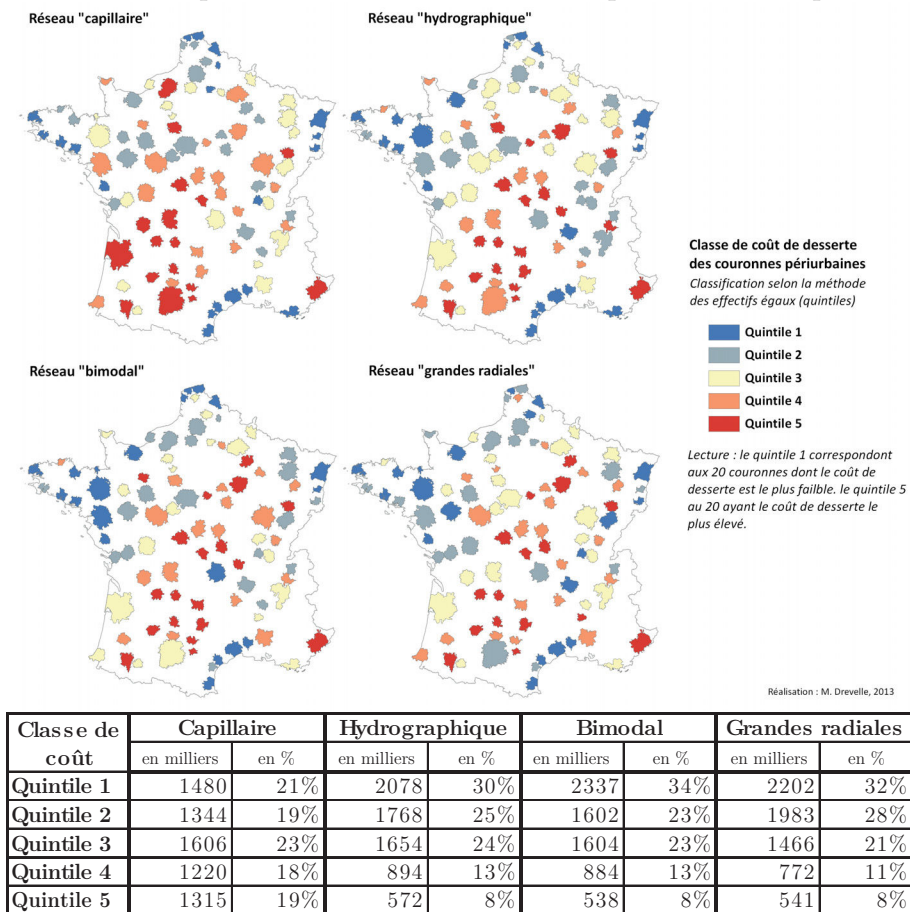 Réseau "capillaire"
Réseau "hydrographique"
Classe de coût de desserte
des couronnes périurbaines
Classification selon la méthode
des effectifs égaux (quintiles)
Quintile 1
Quintile 2
Quintile 3
Quintile 4
Quintile 5
Lecture : le quintile 1 correspondont
aux 20 couronnes dont le coût de
desserte est le plus failble. le quintile 5
au 20 ayant le coût de desserte le
plus élevé.
Réseau "bimodal"
Réseau "grandes radiales"
Réalisation : M. Drevelle, 2013
Classe de coût Capillaire Hydrographique Bimodal Grandes radiales
en milliers en % en milliers en % en milliers en % en milliers en %
Quintile 1 1480 21% 2078 30% 2337 34% 2202 32%
Quintile 2 1344 19% 1768 25% 1602 23% 1983 28%
Quintile 3 1606 23% 1654 24% 1604 23% 1466 21%
Quintile 4 1220 18% 894 13% 884 13% 772 11%
Quintile 5 1315 19% 572 8% 538 8% 541 8%